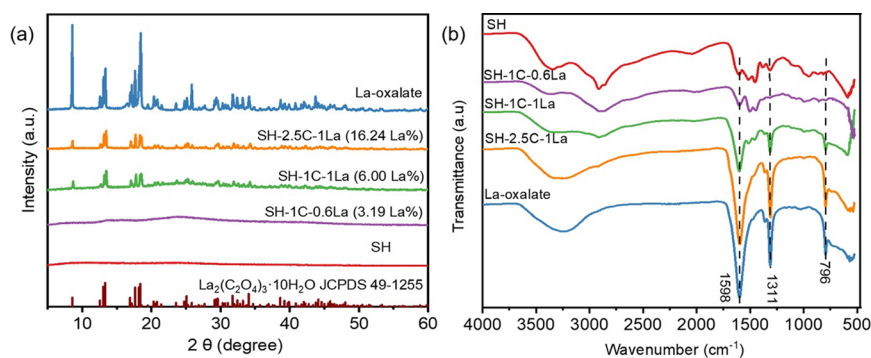 (a)
Intensity (a.u.)
La-oxalate
SH-2.5C-1La (16.24 La%)
SH-1C-1La (6.00 La%)
SH-1C-0.6La (3.19 La%)
SH
La₂(C₂O₄)₃·10H₂O JCPDS 49-1255
10 20 30 40 50 60
2 θ (degree)
(b)
Transmittance (a.u)
SH
SH-1C-0.6La
SH-1C-1La
SH-2.5C-1La
La-oxalate
1598
1311
796
4000 3500 3000 2500 2000 1500 1000 500
Wavenumber (cm⁻¹)